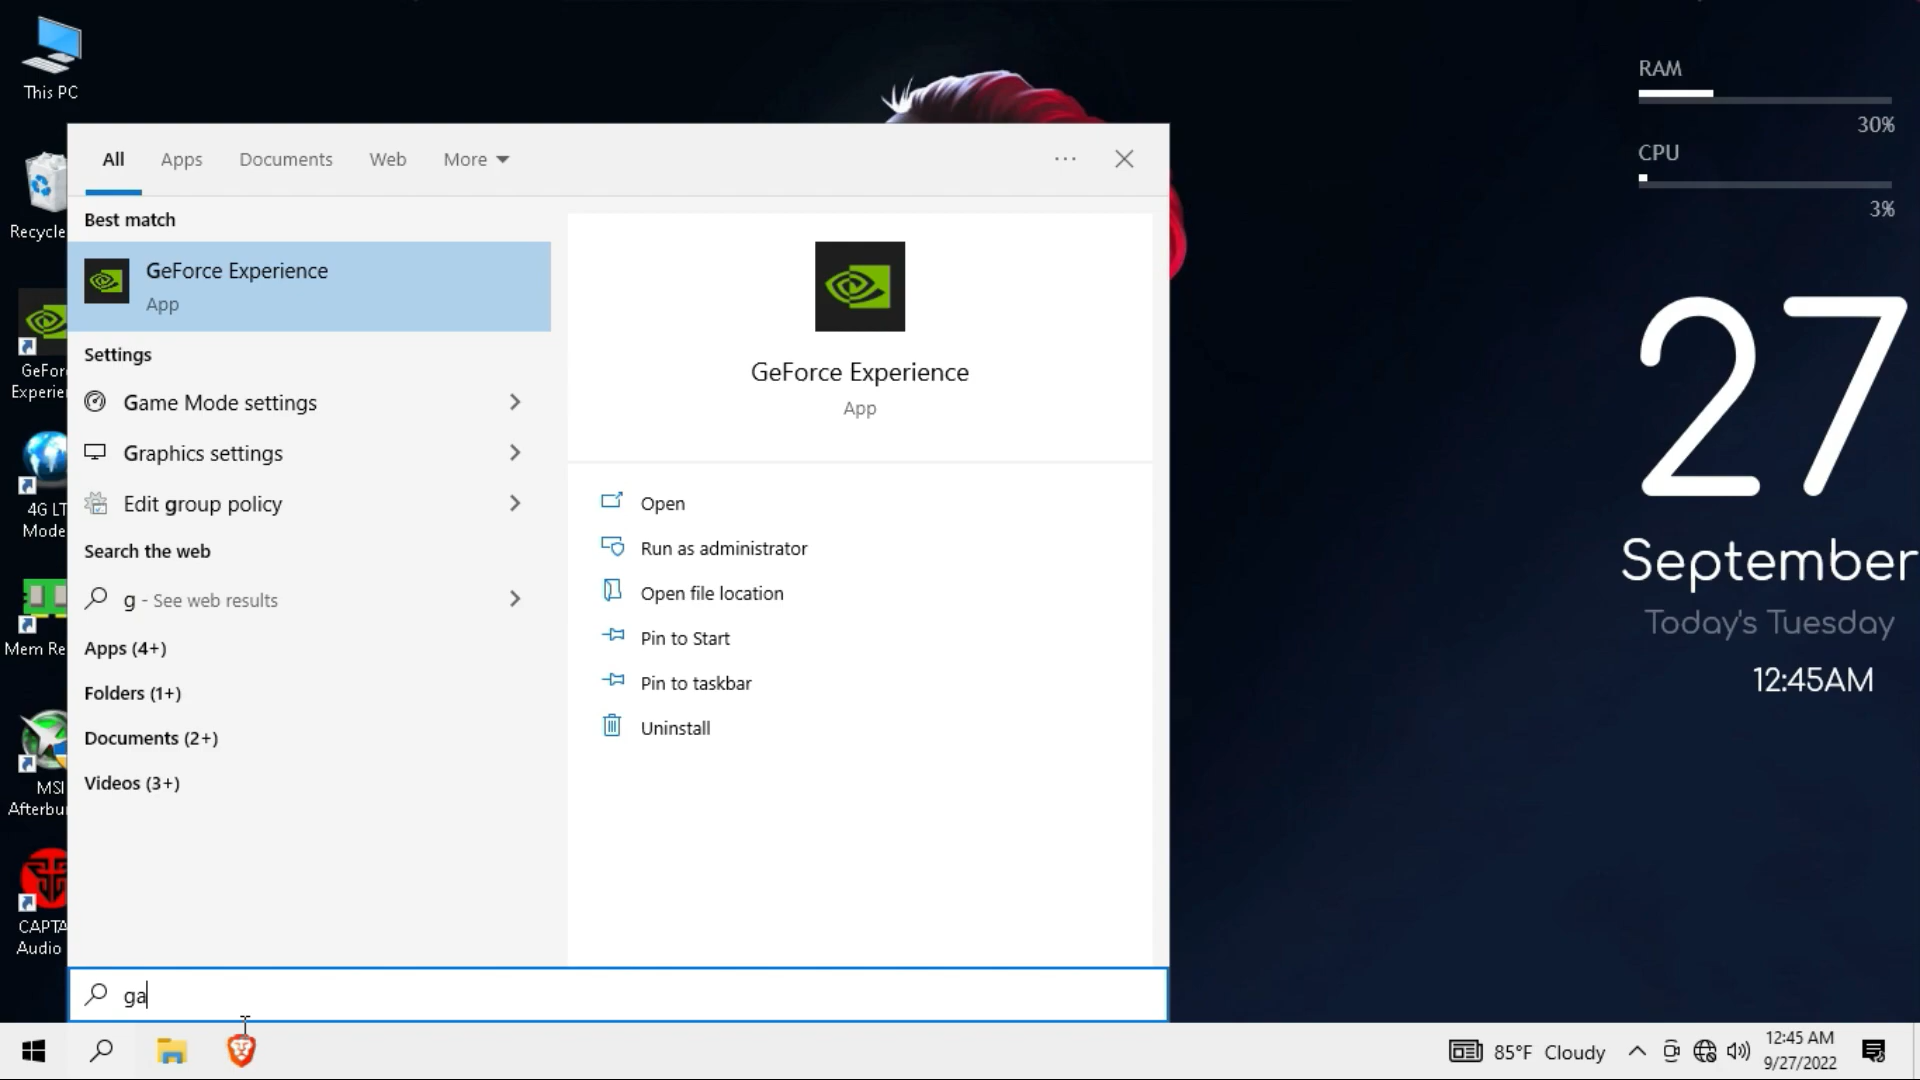 This PC
Recycle
GeFor
Experien
4G LT
Mode
Mem Re
MSI
Afterbu
CAPTA
Audio
All Apps Documents Web More
Best match
GeForce Experience
App
Settings
Game Mode settings
Graphics settings
Edit group policy
Search the web
g - See web results
Apps (4+)
Folders (1+)
Documents (2+)
Videos (3+)
GeForce Experience
App
Open
Run as administrator
Open file location
Pin to Start
Pin to taskbar
Uninstall
ga
RAM
30%
CPU
3%
27
September
Today's Tuesday
12:45AM
85°F Cloudy
12:45 AM
9/27/2022